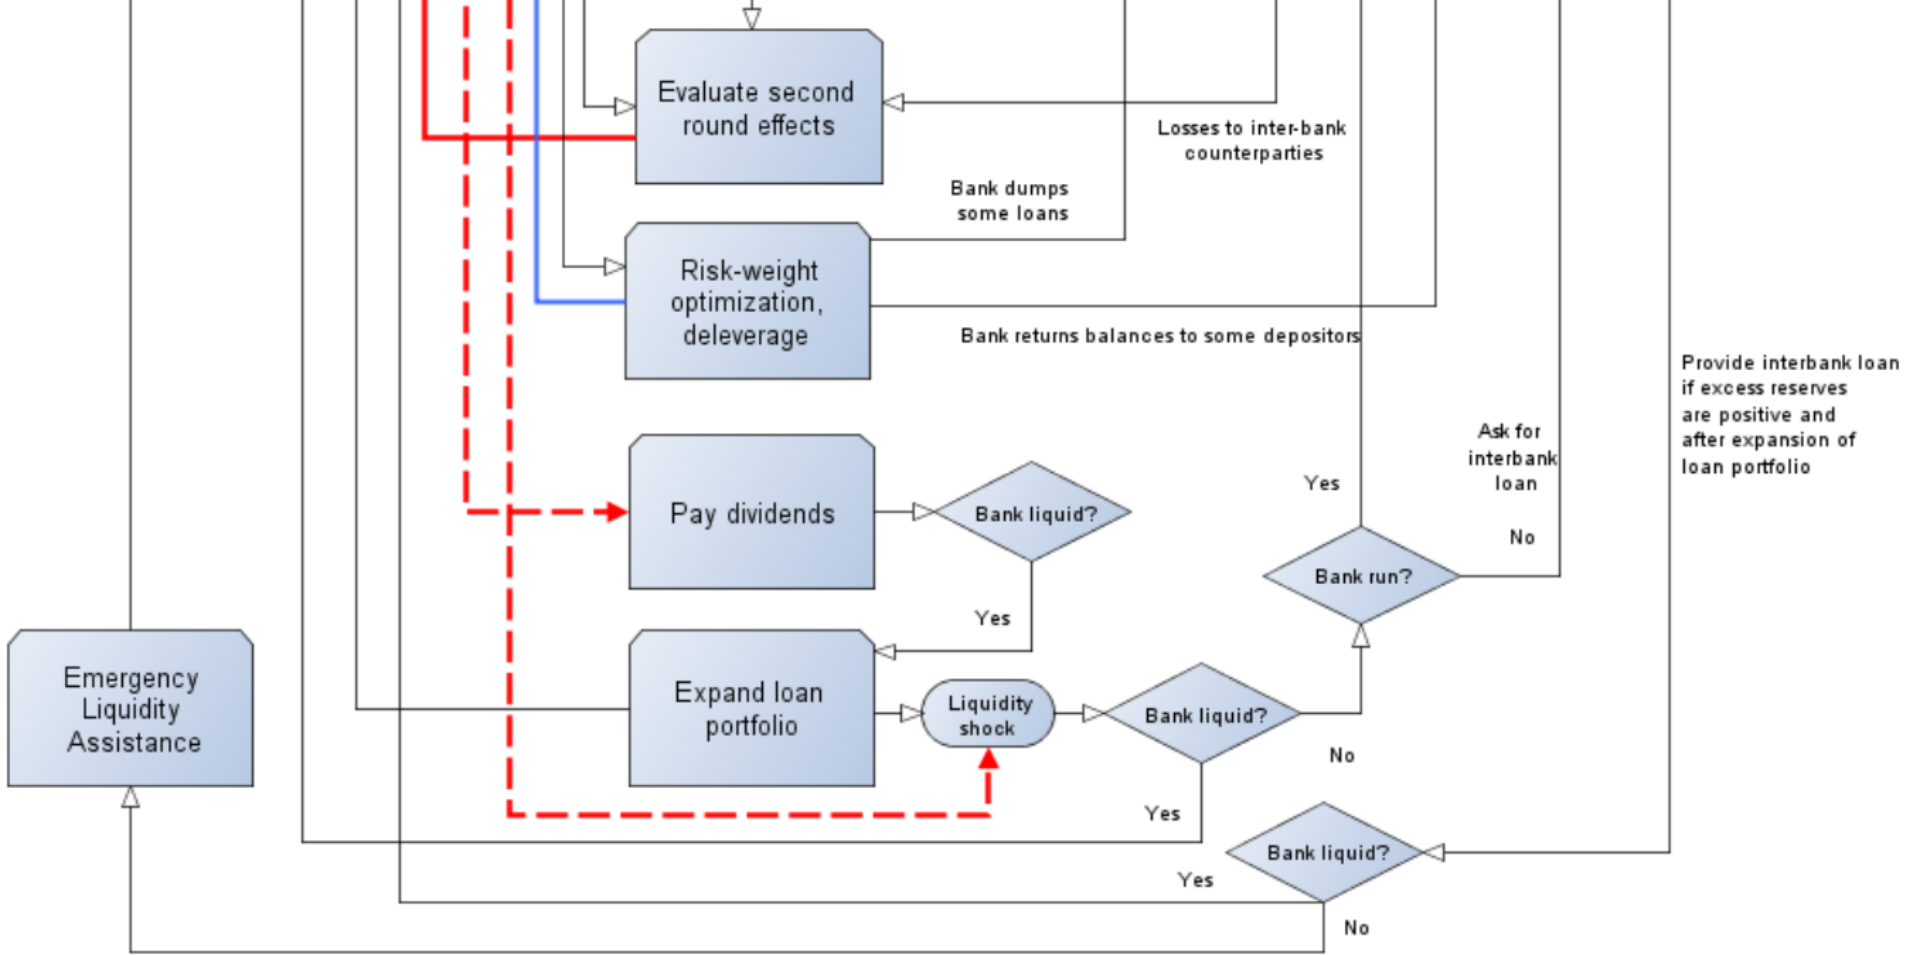 Evaluate second
round effects
Losses to inter-bank
counterparties
Bank dumps
some loans
Risk-weight
optimization,
deleverage
Bank returns balances to some depositors
Provide interbank loan
if excess reserves
are positive and
after expansion of
loan portfolio
Ask for
interbank
loan
Yes
No
Pay dividends
Bank liquid?
Bank run?
Yes
Emergency
Liquidity
Assistance
Expand loan
portfolio
Liquidity
shock
Bank liquid?
No
Yes
Bank liquid?
Yes
No